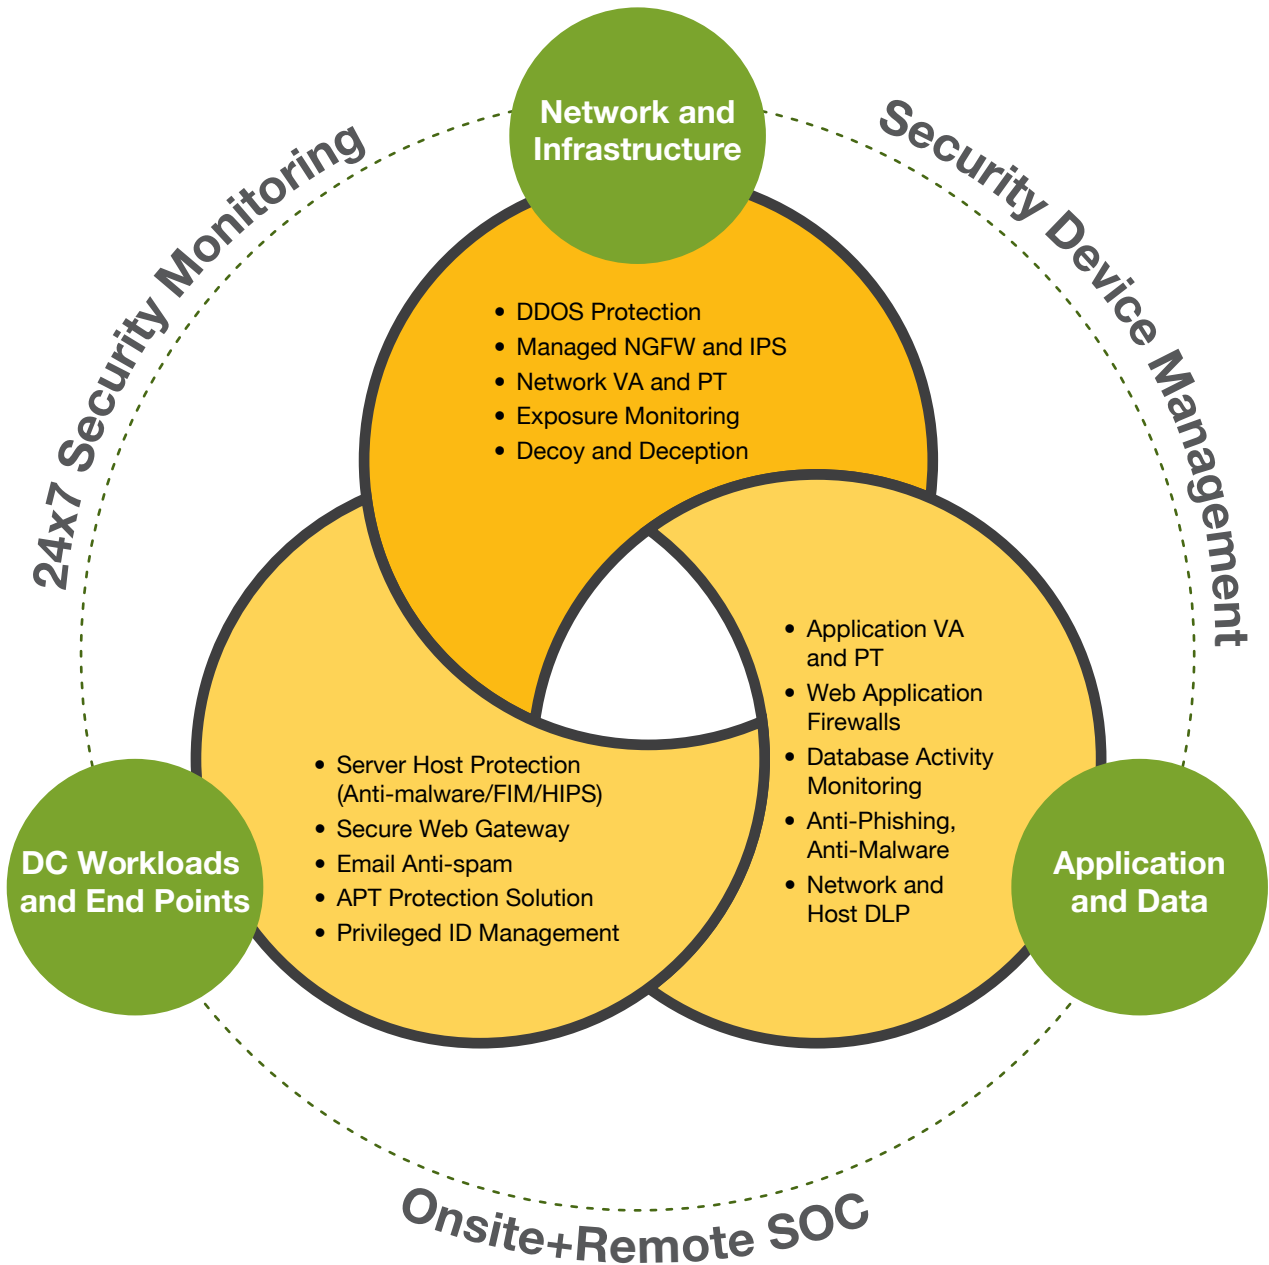 Network and
Infrastructure
24x7 Security Monitoring
Security Device Management
• DDOS Protection
• Managed NGFW and IPS
• Network VA and PT
• Exposure Monitoring
• Decoy and Deception
• Application VA
and PT
• Web Application
Firewalls
• Database Activity
Monitoring
• Anti-Phishing,
Anti-Malware
• Network and
Host DLP
• Server Host Protection
(Anti-malware/FIM/HIPS)
• Secure Web Gateway
• Email Anti-spam
• APT Protection Solution
• Privileged ID Management
DC Workloads
and End Points
Application
and Data
Onsite+Remote SOC